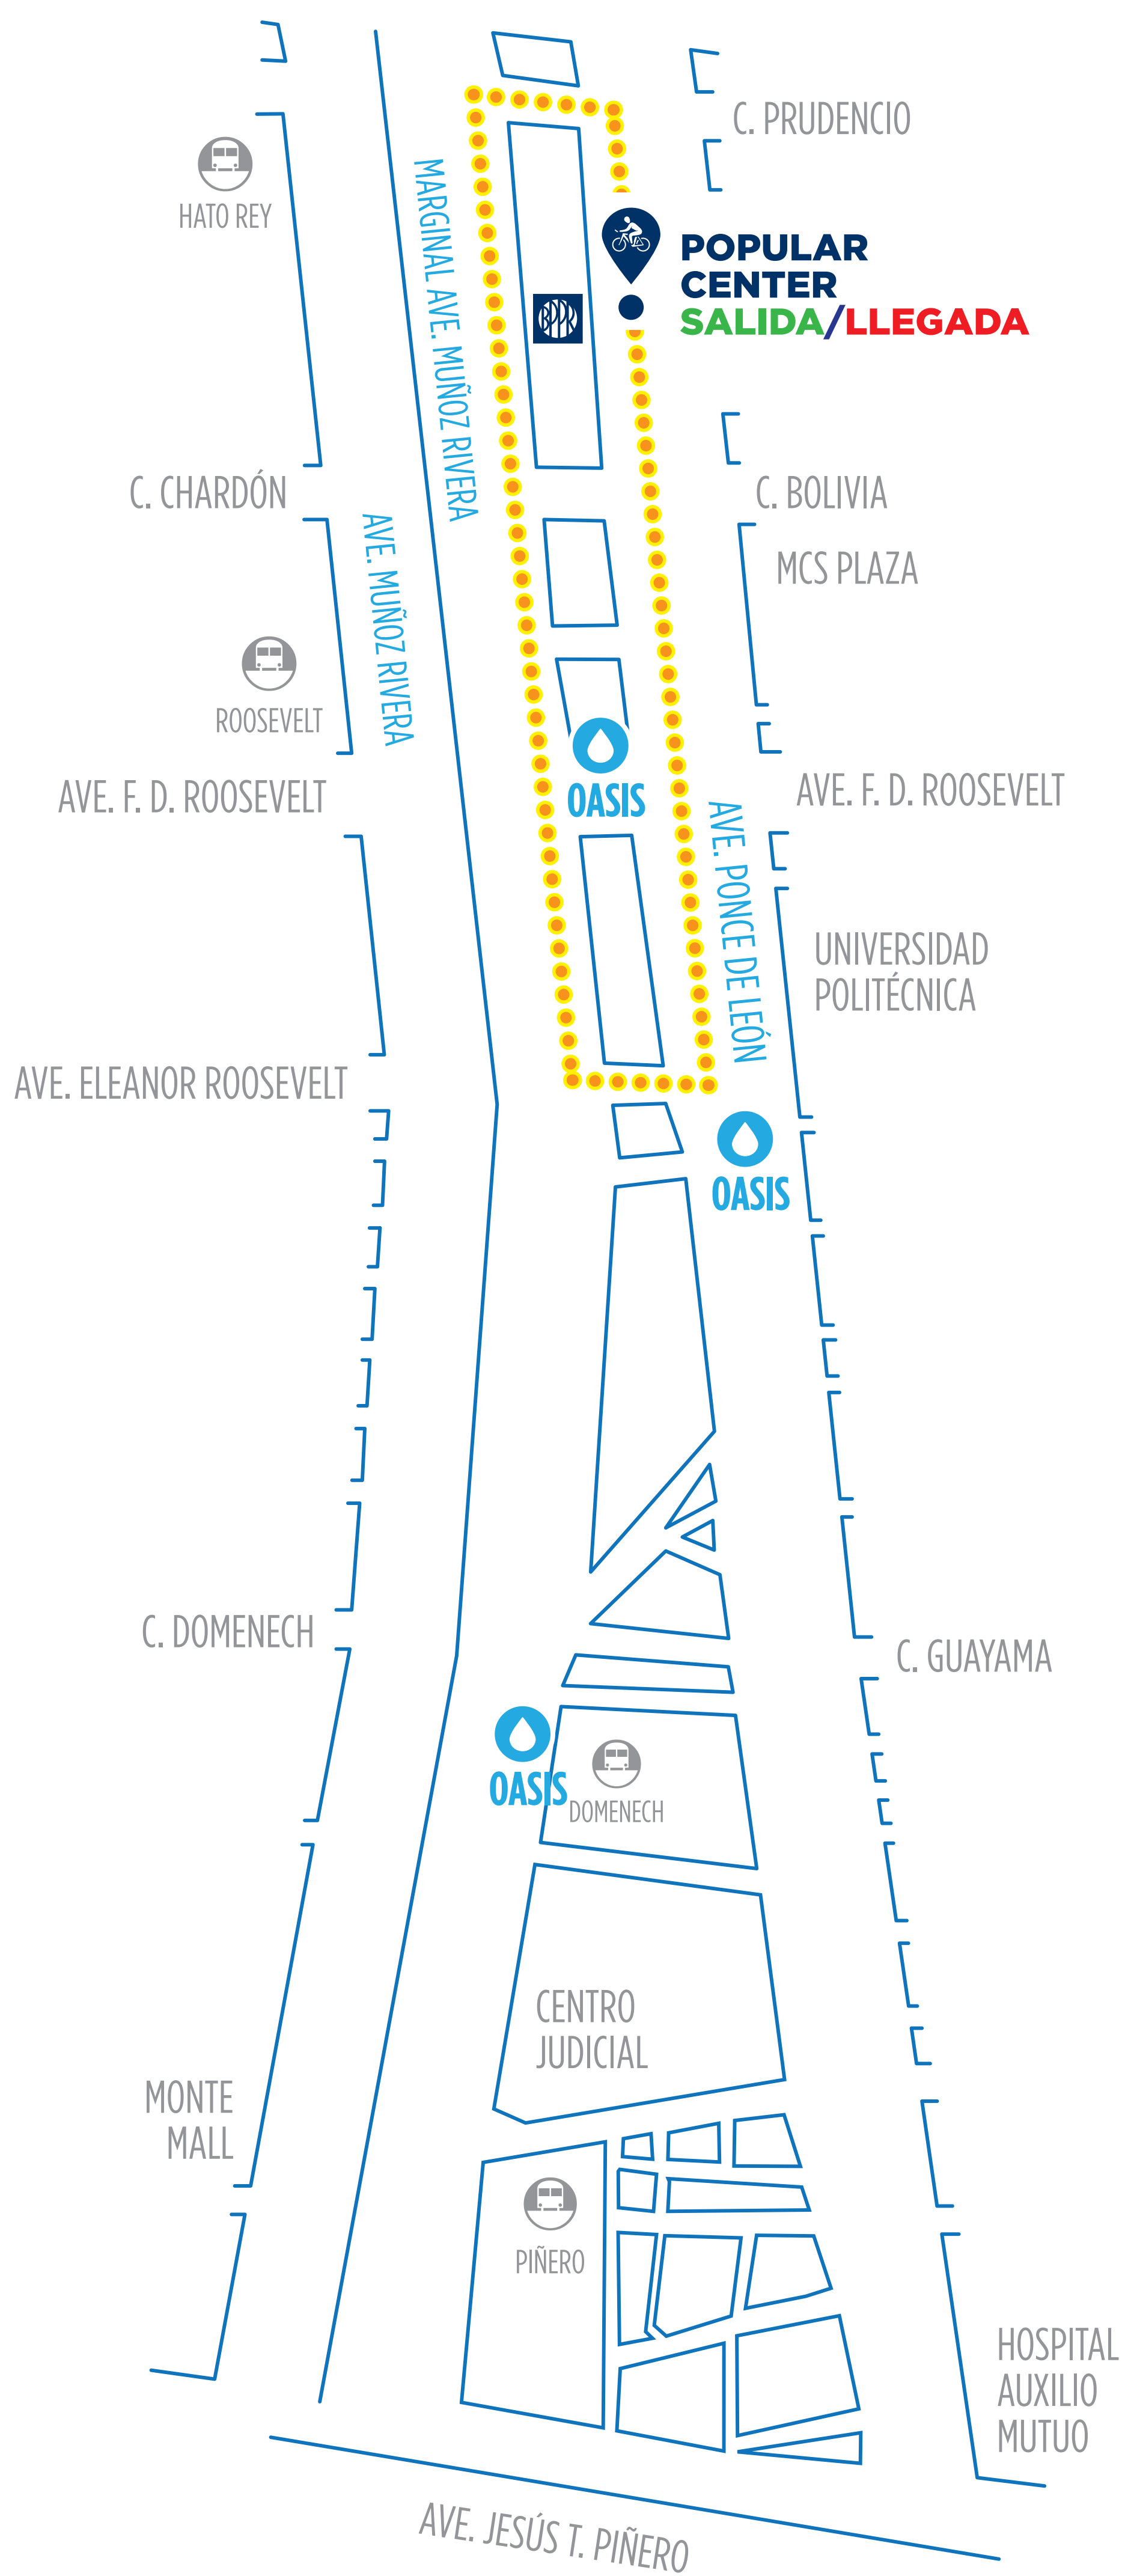 C. PRUDENCIO
HATO REY
MARGINAL AVE. MUÑOZ RIVERA
POPULAR
CENTER
SALIDA/LLEGADA
BPPR
C. CHARDÓN
C. BOLIVIA
AVE. MUÑOZ RIVERA
MCS PLAZA
ROOSEVELT
AVE. F. D. ROOSEVELT
OASIS
AVE. F. D. ROOSEVELT
AVE. PONCE DE LEÓN
UNIVERSIDAD
POLITÉCNICA
AVE. ELEANOR ROOSEVELT
OASIS
C. DOMENECH
C. GUAYAMA
OASIS
DOMENECH
CENTRO
JUDICIAL
MONTE
MALL
PIÑERO
HOSPITAL
AUXILIO
MUTUO
AVE. JESÚS T. PIÑERO